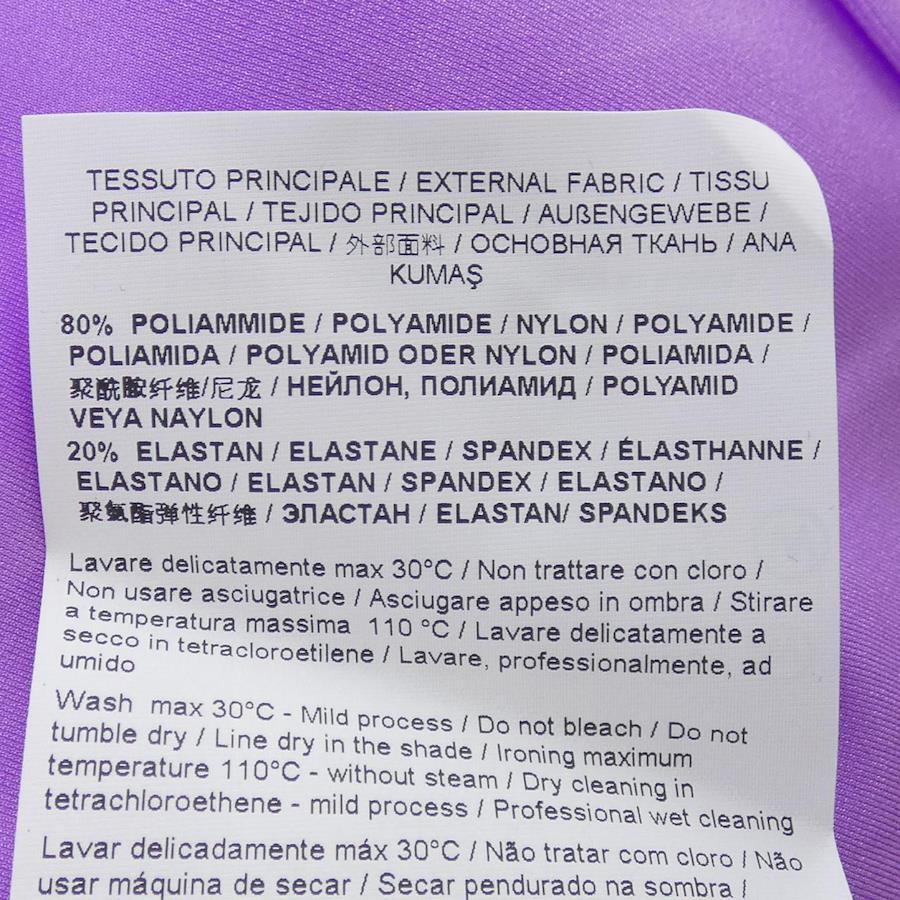 TESSUTO PRINCIPALE / EXTERNAL FABRIC / TISSU
PRINCIPAL / TEJIDO PRINCIPAL / AUßENGEWEBE /
TECIDO PRINCIPAL / 外部面料 / ОСНОВНАЯ ТКАНЬ / ANA
KUMAŞ
80% POLIAMMIDE / POLYAMIDE / NYLON / POLYAMIDE /
POLIAMIDA / POLYAMID ODER NYLON / POLIAMIDA /
聚酰胺纤维/尼龙 / НЕЙЛОН, ПОЛИАМИД / POLYAMID
VEYA NAYLON
20% ELASTAN / ELASTANE / SPANDEX / ÉLASTHANNE /
ELASTANO / ELASTAN / SPANDEX / ELASTANO /
聚氨酯弹性纤维 / ЭЛАСТАН / ELASTAN/ SPANDEKS
Lavare delicatamente max 30°C / Non trattare con cloro /
Non usare asciugatrice / Asciugare appeso in ombra / Stirare
a temperatura massima 110 °C / Lavare delicatamente a
secco in tetracloroetilene / Lavare, professionalmente, ad
umido
Wash max 30°C - Mild process / Do not bleach / Do not
tumble dry / Line dry in the shade / Ironing maximum
temperature 110°C - without steam / Dry cleaning in
tetrachloroethene - mild process / Professional wet cleaning
Lavar delicadamente máx 30°C / Não tratar com cloro / Não
usar máquina de secar / Secar pendurado na sombra /